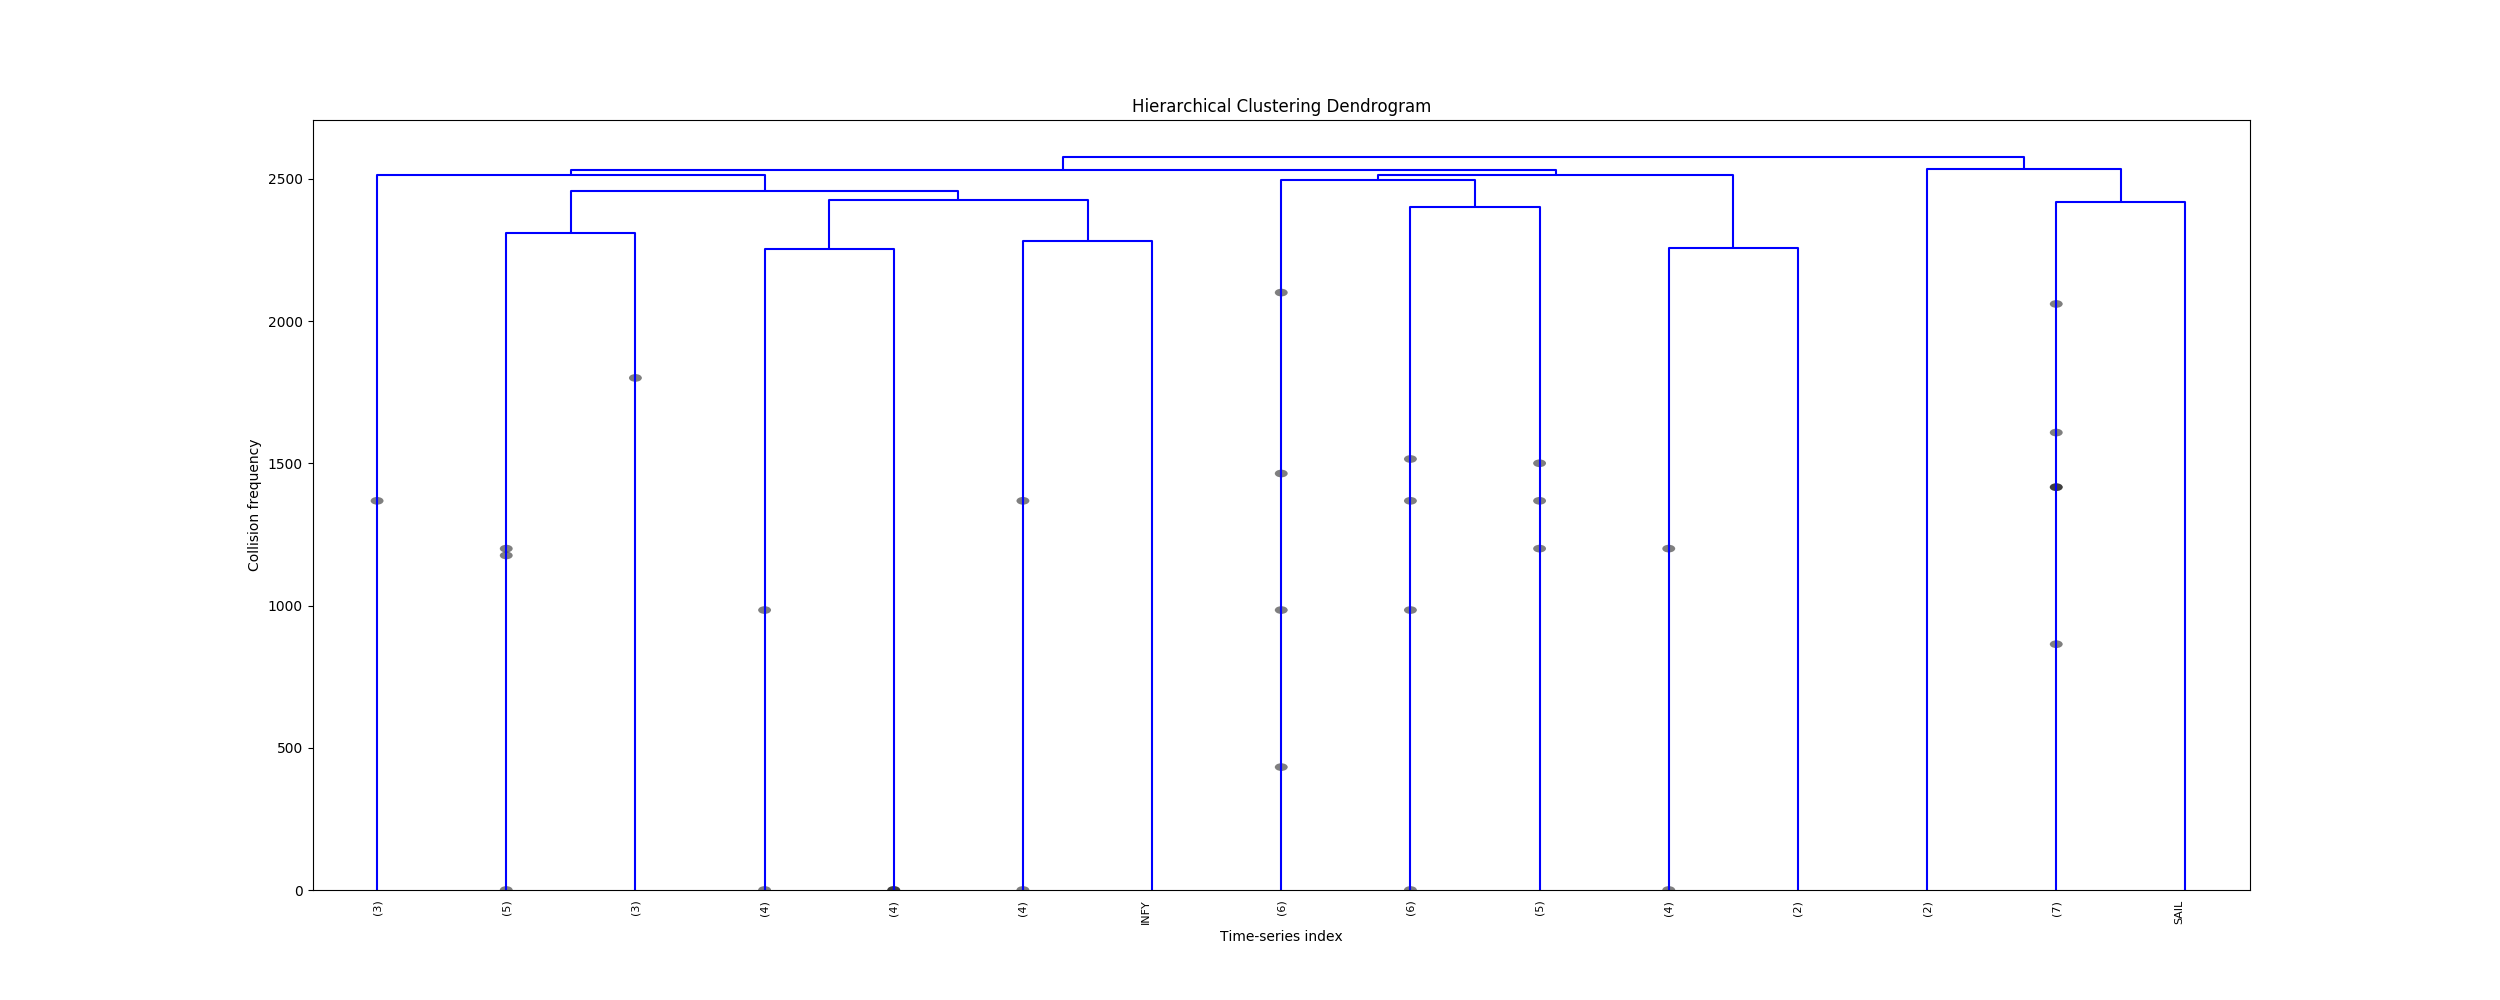 Hierarchical Clustering Dendrogram
Collision frequency
2500
2000
1500
1000
500
0
(3) (5) (3) (4) (4) (4) INFY (6) (6) (5) (4) (2) (2) (7) SAIL
Time-series index